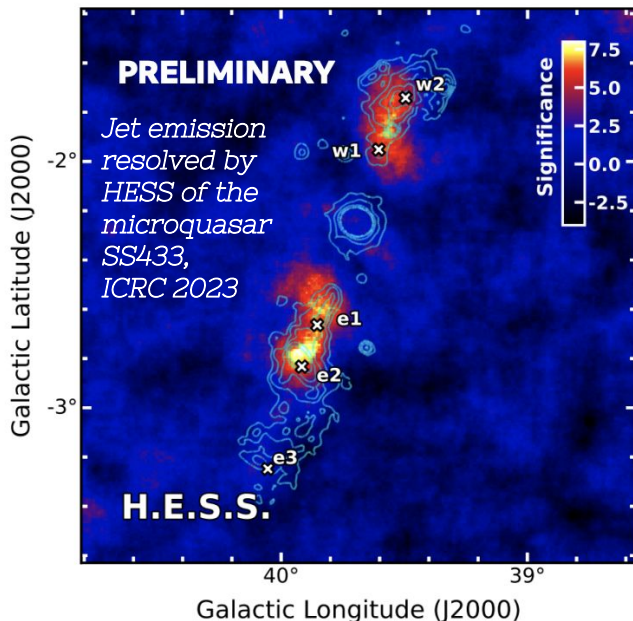 PRELIMINARY
Jet emission
resolved by
HESS of the
microquasar
SS433,
ICRC 2023
Significance
7.5
5.0
2.5
0.0
-2.5
w2
w1
e1
e2
e3
H.E.S.S.
Galactic Latitude (J2000)
-2°
-3°
40°
39°
Galactic Longitude (J2000)